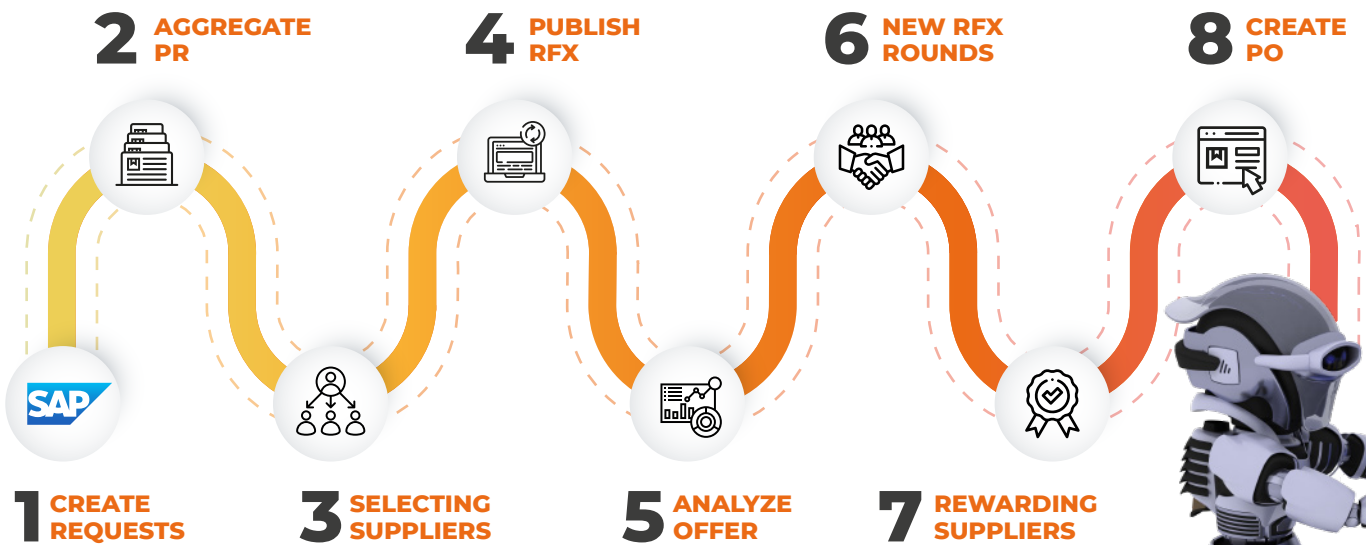 2 AGGREGATE
PR
4 PUBLISH
RFX
6 NEW RFX
ROUNDS
8 CREATE
PO
SAP
1 CREATE
REQUESTS
3 SELECTING
SUPPLIERS
5 ANALYZE
OFFER
7 REWARDING
SUPPLIERS